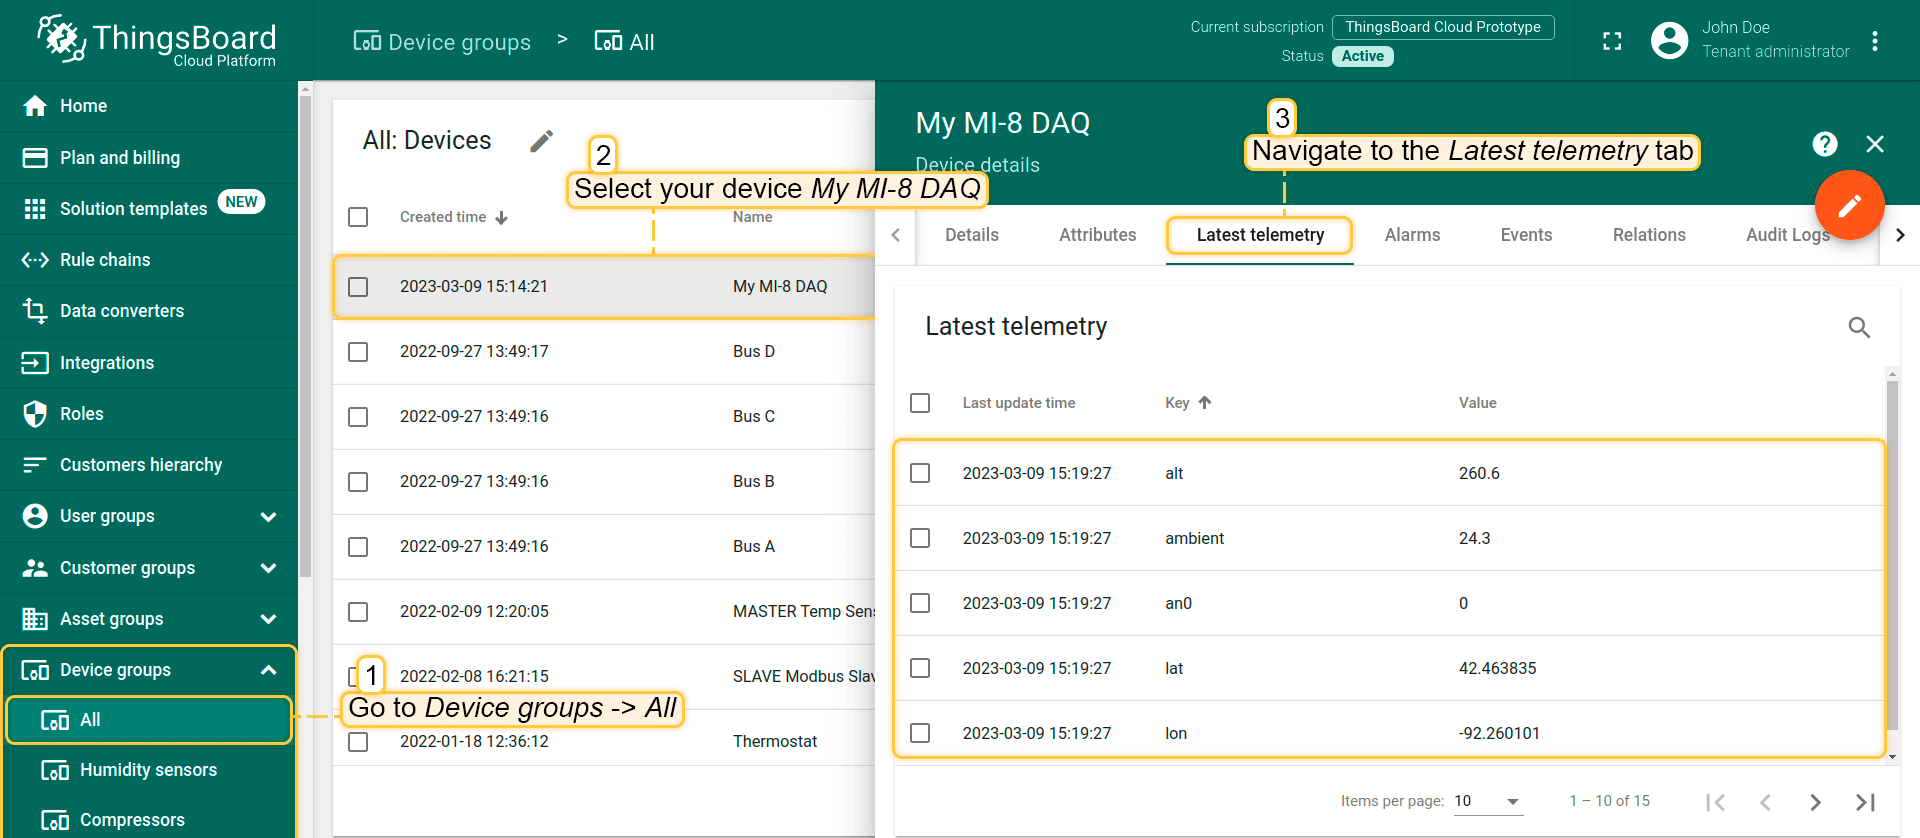 ThingsBoard
Cloud Platform
Device groups > All
Current subscription ThingsBoard Cloud Prototype
Status Active
John Doe
Tenant administrator
Home
Plan and billing
Solution templates NEW
Rule chains
Data converters
Integrations
Roles
Customers hierarchy
User groups
Customer groups
Asset groups
Device groups
All
Humidity sensors
Compressors
1
Go to Device groups -> All
All: Devices
2
Select your device My MI-8 DAQ
Created time Name
2023-03-09 15:14:21 My MI-8 DAQ
2022-09-27 13:49:17 Bus D
2022-09-27 13:49:16 Bus C
2022-09-27 13:49:16 Bus B
2022-09-27 13:49:16 Bus A
2022-02-09 12:20:05 MASTER Temp Sens
2022-02-08 16:21:15 SLAVE Modbus Slav
2022-01-18 12:36:12 Thermostat
My MI-8 DAQ
Device details
3
Navigate to the Latest telemetry tab
Details Attributes Latest telemetry Alarms Events Relations Audit Logs
Latest telemetry
Last update time Key Value
2023-03-09 15:19:27 alt 260.6
2023-03-09 15:19:27 ambient 24.3
2023-03-09 15:19:27 an0 0
2023-03-09 15:19:27 lat 42.463835
2023-03-09 15:19:27 lon -92.260101
Items per page: 10 1 – 10 of 15